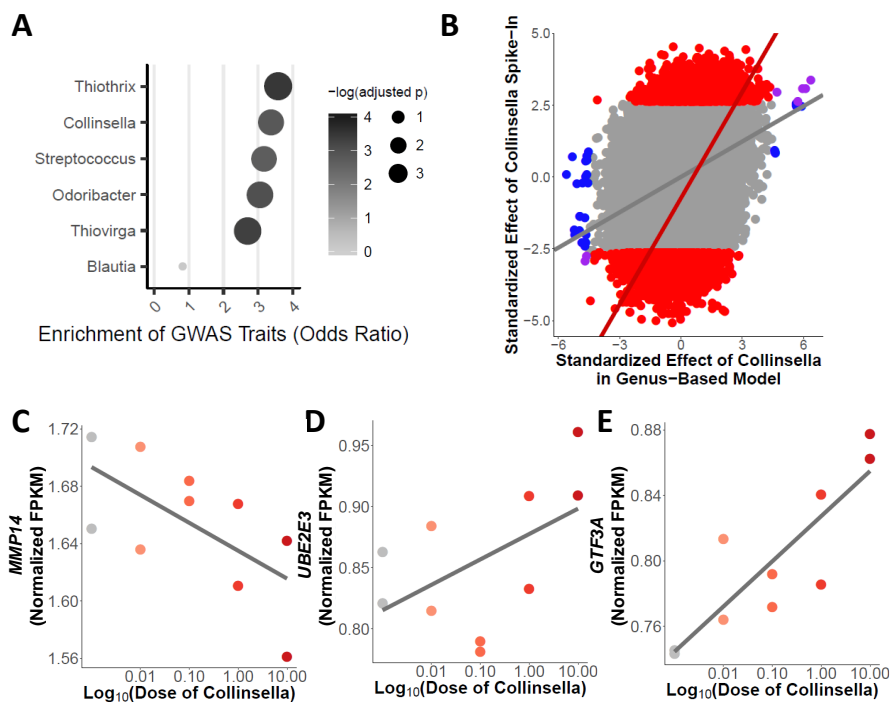 A
Thiothrix
Collinsella
Streptococcus
Odoribacter
Thiovirga
Blautia
0 1 2 3 4
Enrichment of GWAS Traits (Odds Ratio)
−log(adjusted p)
4
3
2
1
0
1
2
3
B
Standardized Effect of Collinsella Spike−In
5.0
2.5
0.0
−2.5
−5.0
−6 −3 0 3 6
Standardized Effect of Collinsella
in Genus−Based Model
C
MMP14
(Normalized FPKM)
1.72
1.68
1.64
1.60
1.56
0.01 0.10 1.00 10.00
Log10(Dose of Collinsella)
D
UBE2E3
(Normalized FPKM)
0.95
0.90
0.85
0.80
0.01 0.10 1.00 10.00
Log10(Dose of Collinsella)
E
GTF3A
(Normalized FPKM)
0.88
0.84
0.80
0.76
0.01 0.10 1.00 10.00
Log10(Dose of Collinsella)